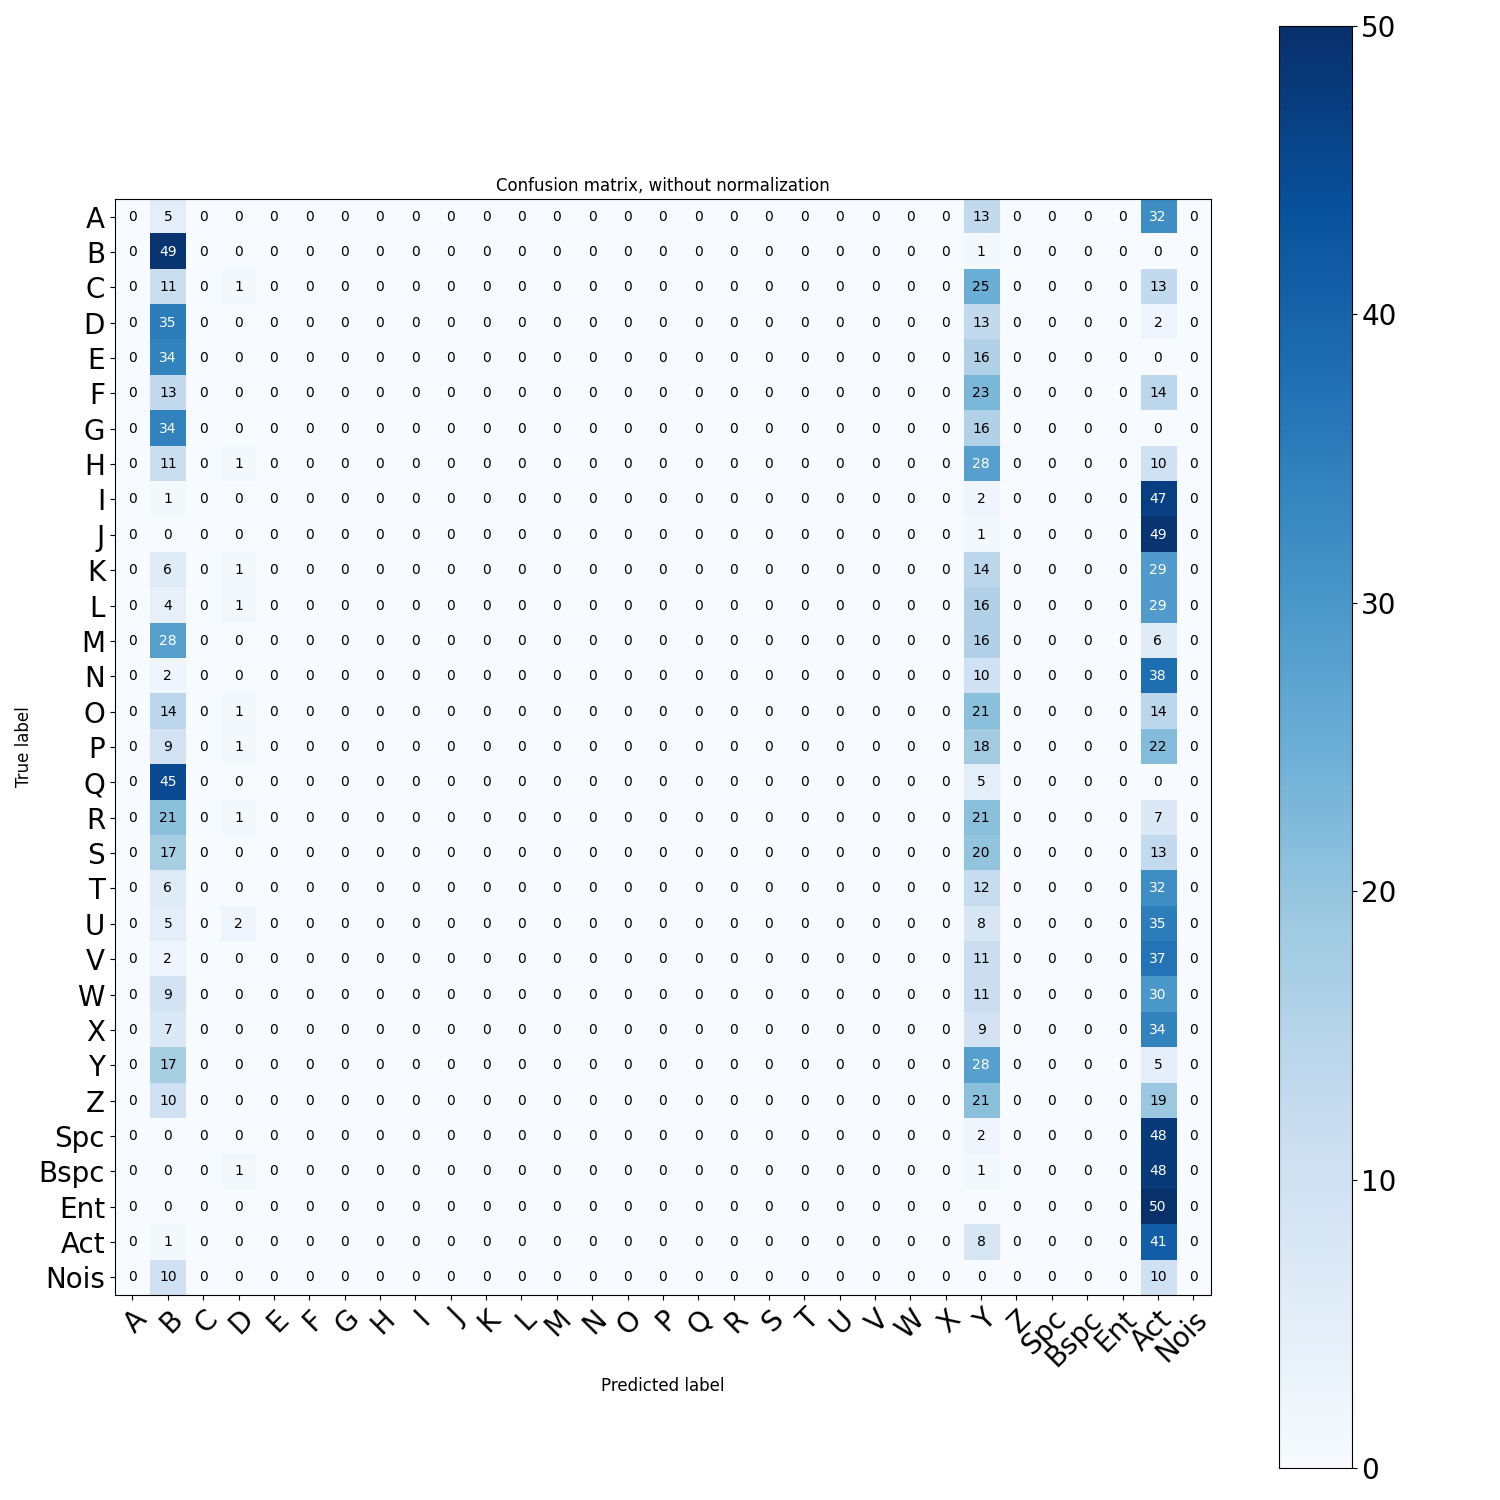 Confusion matrix, without normalization
A 0 5 0 0 0 0 0 0 0 0 0 0 0 0 0 0 0 0 0 0 0 0 0 0 13 0 0 0 0 32 0
B 0 49 0 0 0 0 0 0 0 0 0 0 0 0 0 0 0 0 0 0 0 0 0 0 1 0 0 0 0 0 0
C 0 11 0 1 0 0 0 0 0 0 0 0 0 0 0 0 0 0 0 0 0 0 0 0 25 0 0 0 0 13 0
D 0 35 0 0 0 0 0 0 0 0 0 0 0 0 0 0 0 0 0 0 0 0 0 0 13 0 0 0 0 2 0
E 0 34 0 0 0 0 0 0 0 0 0 0 0 0 0 0 0 0 0 0 0 0 0 0 16 0 0 0 0 0 0
F 0 13 0 0 0 0 0 0 0 0 0 0 0 0 0 0 0 0 0 0 0 0 0 0 23 0 0 0 0 14 0
G 0 34 0 0 0 0 0 0 0 0 0 0 0 0 0 0 0 0 0 0 0 0 0 0 16 0 0 0 0 0 0
H 0 11 0 1 0 0 0 0 0 0 0 0 0 0 0 0 0 0 0 0 0 0 0 0 28 0 0 0 0 10 0
I 0 1 0 0 0 0 0 0 0 0 0 0 0 0 0 0 0 0 0 0 0 0 0 0 2 0 0 0 0 47 0
J 0 0 0 0 0 0 0 0 0 0 0 0 0 0 0 0 0 0 0 0 0 0 0 0 1 0 0 0 0 49 0
K 0 6 0 1 0 0 0 0 0 0 0 0 0 0 0 0 0 0 0 0 0 0 0 0 14 0 0 0 0 29 0
L 0 4 0 1 0 0 0 0 0 0 0 0 0 0 0 0 0 0 0 0 0 0 0 0 16 0 0 0 0 29 0
M 0 28 0 0 0 0 0 0 0 0 0 0 0 0 0 0 0 0 0 0 0 0 0 0 16 0 0 0 0 6 0
N 0 2 0 0 0 0 0 0 0 0 0 0 0 0 0 0 0 0 0 0 0 0 0 0 10 0 0 0 0 38 0
O 0 14 0 1 0 0 0 0 0 0 0 0 0 0 0 0 0 0 0 0 0 0 0 0 21 0 0 0 0 14 0
P 0 9 0 1 0 0 0 0 0 0 0 0 0 0 0 0 0 0 0 0 0 0 0 0 18 0 0 0 0 22 0
Q 0 45 0 0 0 0 0 0 0 0 0 0 0 0 0 0 0 0 0 0 0 0 0 0 5 0 0 0 0 0 0
R 0 21 0 1 0 0 0 0 0 0 0 0 0 0 0 0 0 0 0 0 0 0 0 0 21 0 0 0 0 7 0
S 0 17 0 0 0 0 0 0 0 0 0 0 0 0 0 0 0 0 0 0 0 0 0 0 20 0 0 0 0 13 0
T 0 6 0 0 0 0 0 0 0 0 0 0 0 0 0 0 0 0 0 0 0 0 0 0 12 0 0 0 0 32 0
U 0 5 0 2 0 0 0 0 0 0 0 0 0 0 0 0 0 0 0 0 0 0 0 0 8 0 0 0 0 35 0
V 0 2 0 0 0 0 0 0 0 0 0 0 0 0 0 0 0 0 0 0 0 0 0 0 11 0 0 0 0 37 0
W 0 9 0 0 0 0 0 0 0 0 0 0 0 0 0 0 0 0 0 0 0 0 0 0 11 0 0 0 0 30 0
X 0 7 0 0 0 0 0 0 0 0 0 0 0 0 0 0 0 0 0 0 0 0 0 0 9 0 0 0 0 34 0
Y 0 17 0 0 0 0 0 0 0 0 0 0 0 0 0 0 0 0 0 0 0 0 0 0 28 0 0 0 0 5 0
Z 0 10 0 0 0 0 0 0 0 0 0 0 0 0 0 0 0 0 0 0 0 0 0 0 21 0 0 0 0 19 0
Spc 0 0 0 0 0 0 0 0 0 0 0 0 0 0 0 0 0 0 0 0 0 0 0 0 2 0 0 0 0 48 0
Bspc 0 0 0 1 0 0 0 0 0 0 0 0 0 0 0 0 0 0 0 0 0 0 0 0 1 0 0 0 0 48 0
Ent 0 0 0 0 0 0 0 0 0 0 0 0 0 0 0 0 0 0 0 0 0 0 0 0 0 0 0 0 0 50 0
Act 0 1 0 0 0 0 0 0 0 0 0 0 0 0 0 0 0 0 0 0 0 0 0 0 8 0 0 0 0 41 0
Nois 0 10 0 0 0 0 0 0 0 0 0 0 0 0 0 0 0 0 0 0 0 0 0 0 0 0 0 0 0 10 0
A B C D E F G H I J K L M N O P Q R S T U V W X Y Z Spc Bspc Ent Act Nois
Predicted label
True label
50
40
30
20
10
0